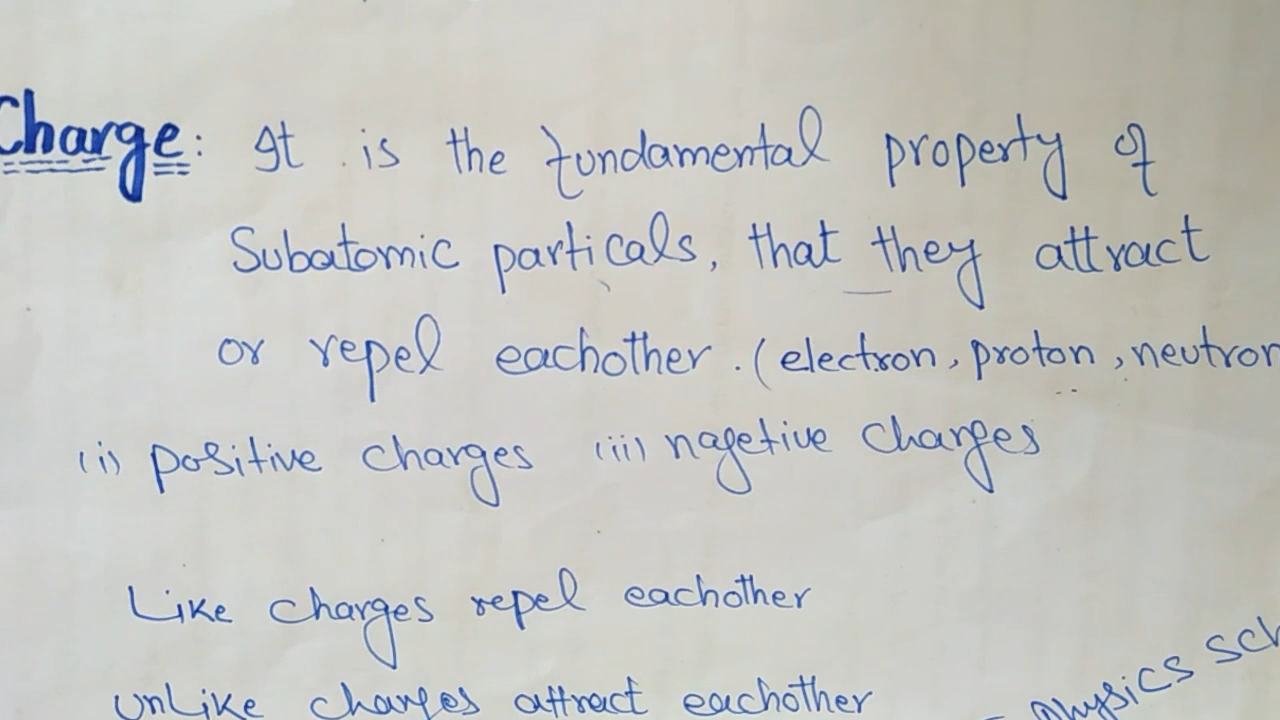 Charge: It is the fundamental property of
Subatomic particals, that they attract
or repel eachother. (electron, proton, neutron
(i) positive charges (ii) nagetive charges
Like charges repel eachother
unlike charges attract eachother
- Physics